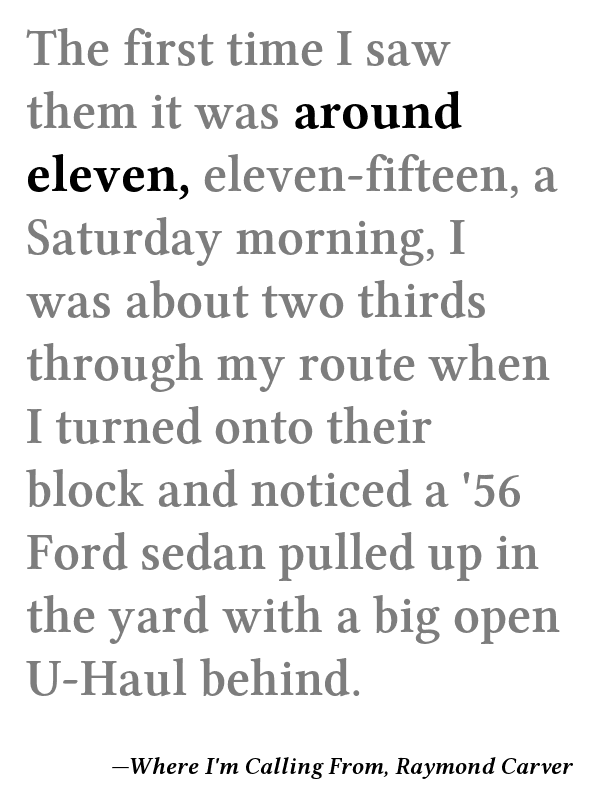 The first time I saw
them it was around
eleven, eleven-fifteen, a
Saturday morning, I
was about two thirds
through my route when
I turned onto their
block and noticed a '56
Ford sedan pulled up in
the yard with a big open
U-Haul behind.
—Where I'm Calling From, Raymond Carver